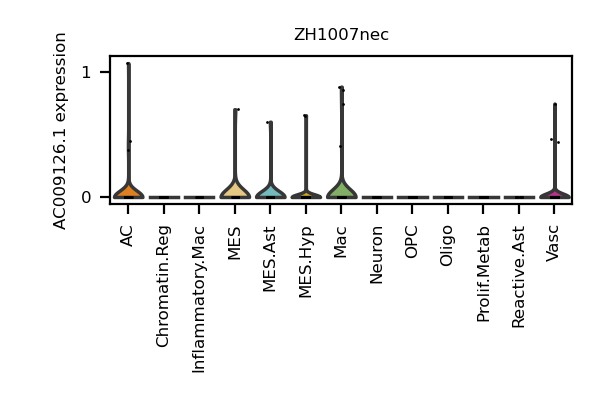 ZH1007nec
AC009126.1 expression
1
0
AC
Chromatin.Reg
Inflammatory.Mac
MES
MES.Ast
MES.Hyp
Mac
Neuron
OPC
Oligo
Prolif.Metab
Reactive.Ast
Vasc